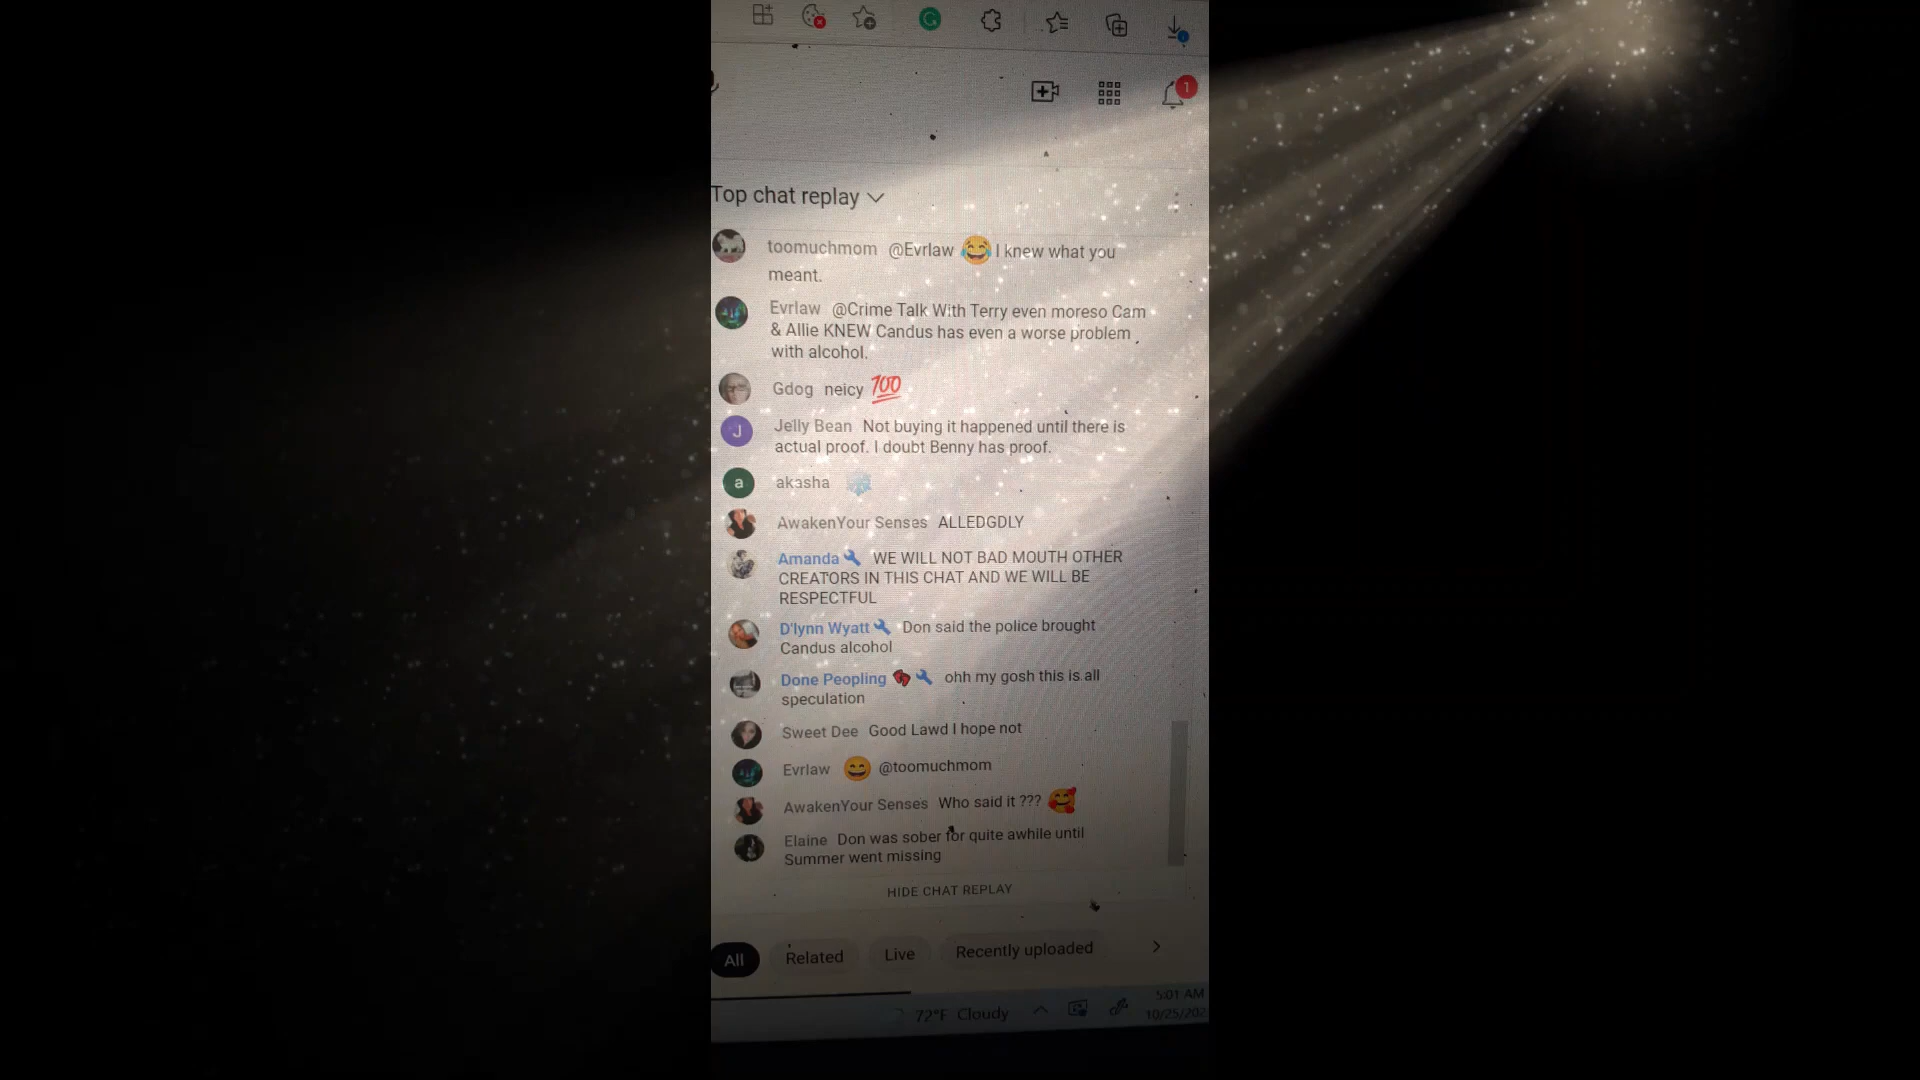 1
Top chat replay
toomuchmom @Evrlaw 😂 I knew what you
meant.
Evrlaw @Crime Talk With Terry even moreso Cam
& Allie KNEW Candus has even a worse problem
with alcohol.
Gdog neicy 💯
J Jelly Bean Not buying it happened until there is
actual proof. I doubt Benny has proof.
a akasha
AwakenYour Senses ALLEDGDLY
Amanda WE WILL NOT BAD MOUTH OTHER
CREATORS IN THIS CHAT AND WE WILL BE
RESPECTFUL
D'lynn Wyatt Don said the police brought
Candus alcohol
Done Peopling 👣 ohh my gosh this is all
speculation
Sweet Dee Good Lawd I hope not
Evrlaw 😄 @toomuchmom
AwakenYour Senses Who said it ??? 🥰
Elaine Don was sober for quite awhile until
Summer went missing
HIDE CHAT REPLAY
All Related Live Recently uploaded
72°F Cloudy
5:01 AM
10/25/202